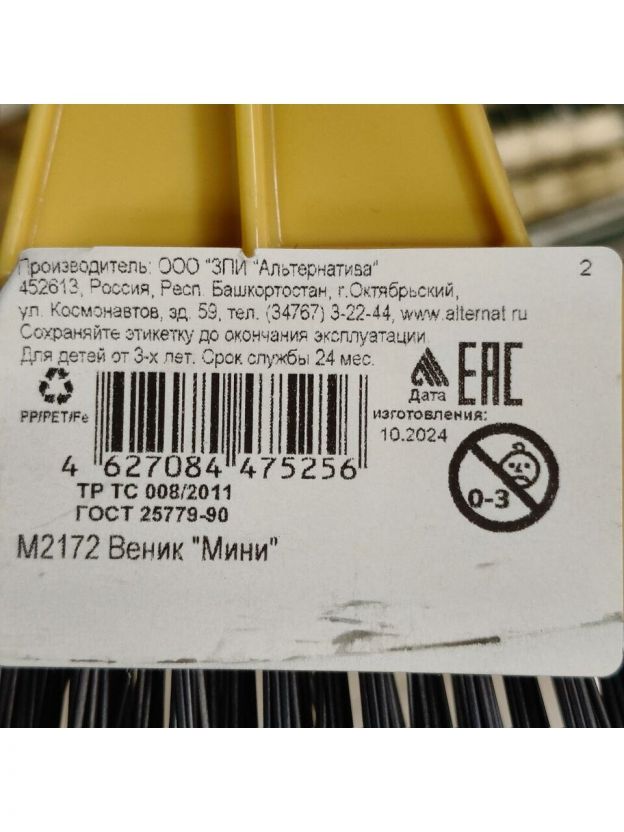 Производитель: ООО "ЗПИ "Альтернатива"
2
452613, Россия, Респ. Башкортостан, г.Октябрьский,
ул. Космонавтов, зд. 59, тел. (34767) 3-22-44, www.alternat.ru
Сохраняйте этикетку до окончания эксплуатации.
Для детей от 3-х лет. Срок службы 24 мес.
EAC
PP/PET/Fe
Дата
изготовления:
10.2024
4 627084 475256
0-3
ТР ТС 008/2011
ГОСТ 25779-90
М2172 Веник "Мини"